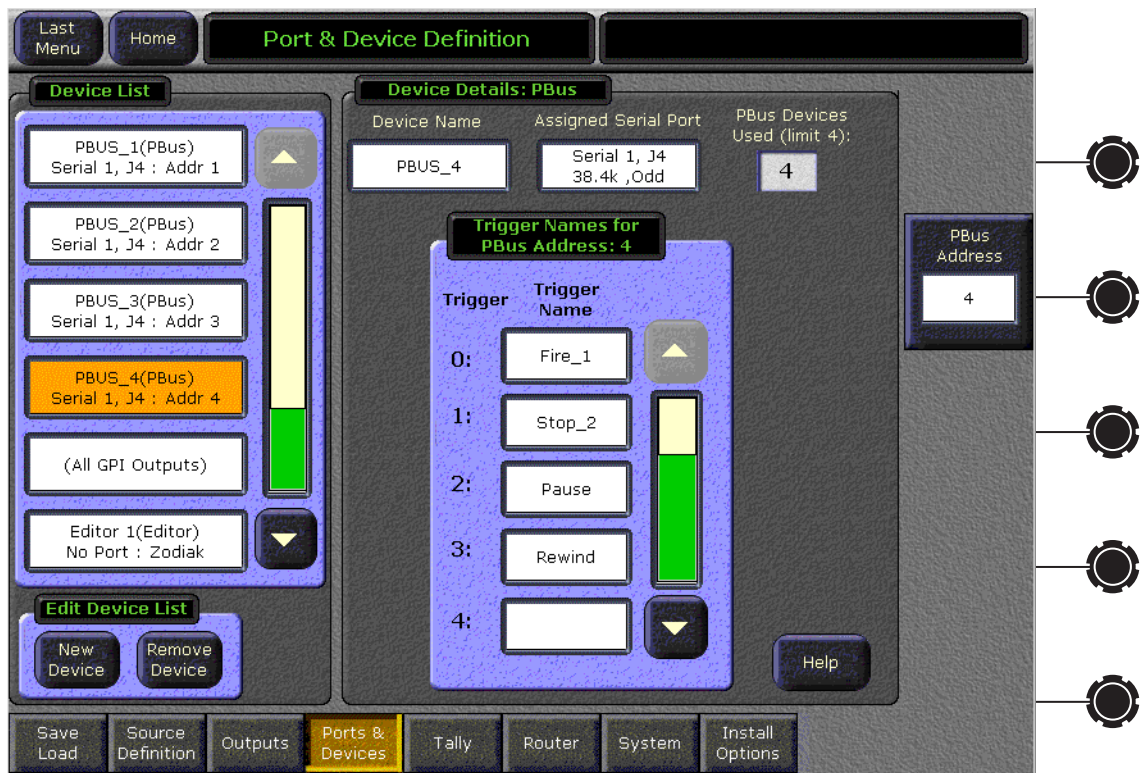 Last
Menu
Home
Port & Device Definition
Device List
PBUS_1(PBus)
Serial 1, J4 : Addr 1
PBUS_2(PBus)
Serial 1, J4 : Addr 2
PBUS_3(PBus)
Serial 1, J4 : Addr 3
PBUS_4(PBus)
Serial 1, J4 : Addr 4
(All GPI Outputs)
Editor 1(Editor)
No Port : Zodiak
Edit Device List
New
Device
Remove
Device
Device Details: PBus
Device Name
PBUS_4
Assigned Serial Port
Serial 1, J4
38.4k ,Odd
PBus Devices
Used (limit 4):
4
Trigger Names for
PBus Address: 4
Trigger
Trigger
Name
0:
Fire_1
1:
Stop_2
2:
Pause
3:
Rewind
4:
Help
PBus
Address
4
Save
Load
Source
Definition
Outputs
Ports &
Devices
Tally
Router
System
Install
Options